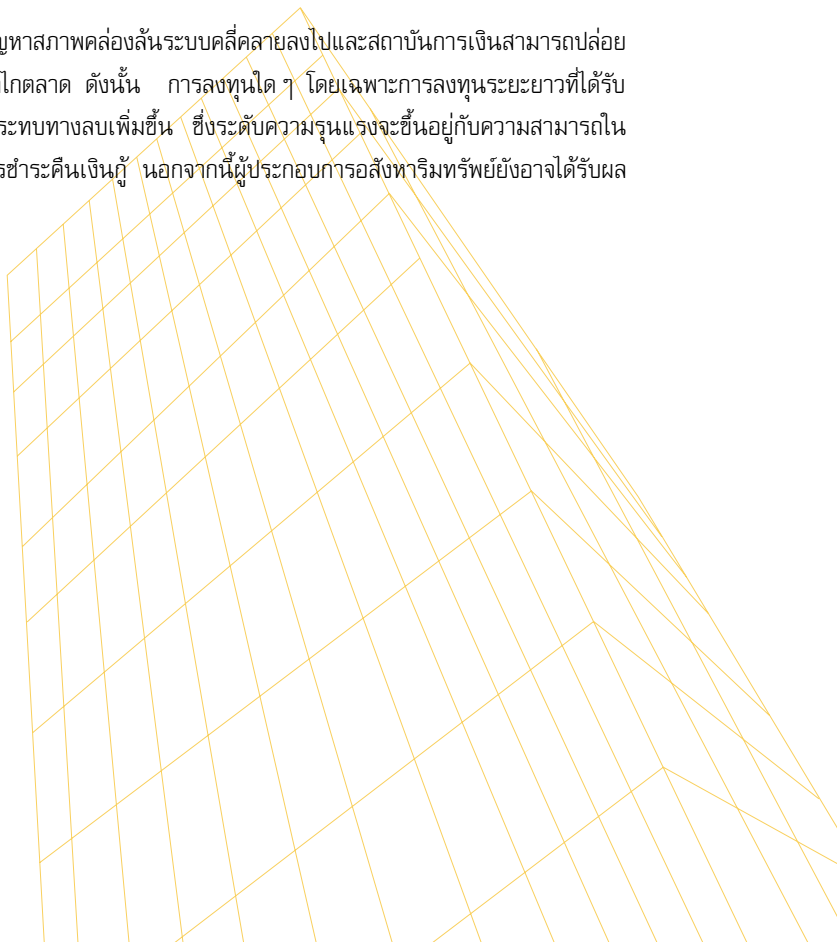 ญหาสภาพคล่องล้นระบบคลี่คลายลงไปและสถาบันการเงินสามารถปล่อย
ไกตลาด ดังนั้น การลงทุนใด ๆ โดยเฉพาะการลงทุนระยะยาวที่ได้รับ
ระทบทางลบเพิ่มขึ้น ซึ่งระดับความรุนแรงจะขึ้นอยู่กับความสามารถใน
รชำระคืนเงินกู้ นอกจากนี้ผู้ประกอบการอสังหาริมทรัพย์ยังอาจได้รับผล